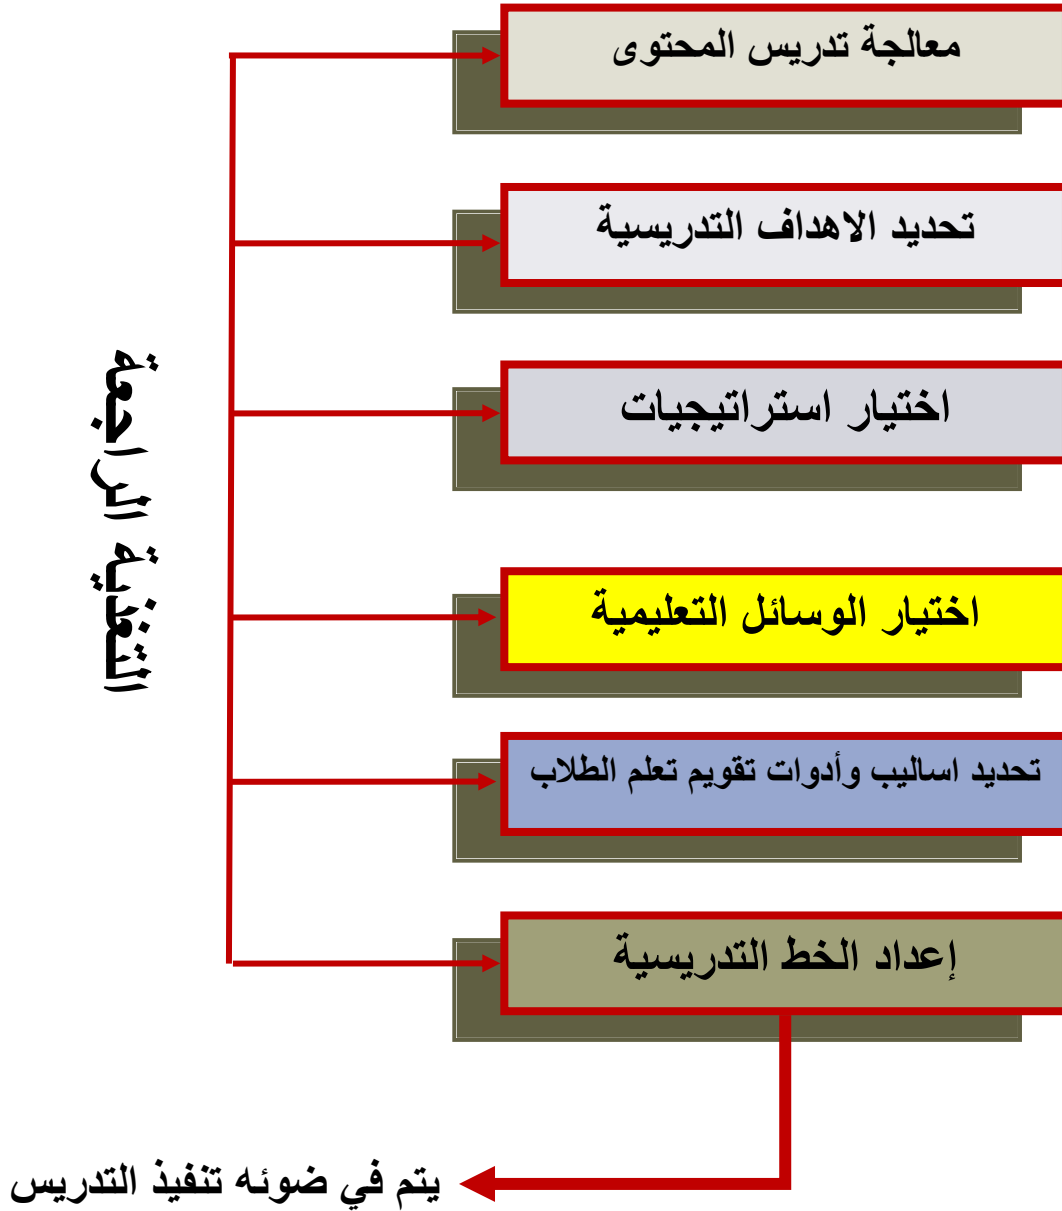 معالجة تدريس المحتوى
تحديد الاهداف التدريسية
اختيار استراتيجيات
اختيار الوسائل التعليمية
تحديد اساليب وأدوات تقويم تعلم الطلاب
إعداد الخط التدريسية
التغذية الراجعة
يتم في ضوئه تنفيذ التدريس